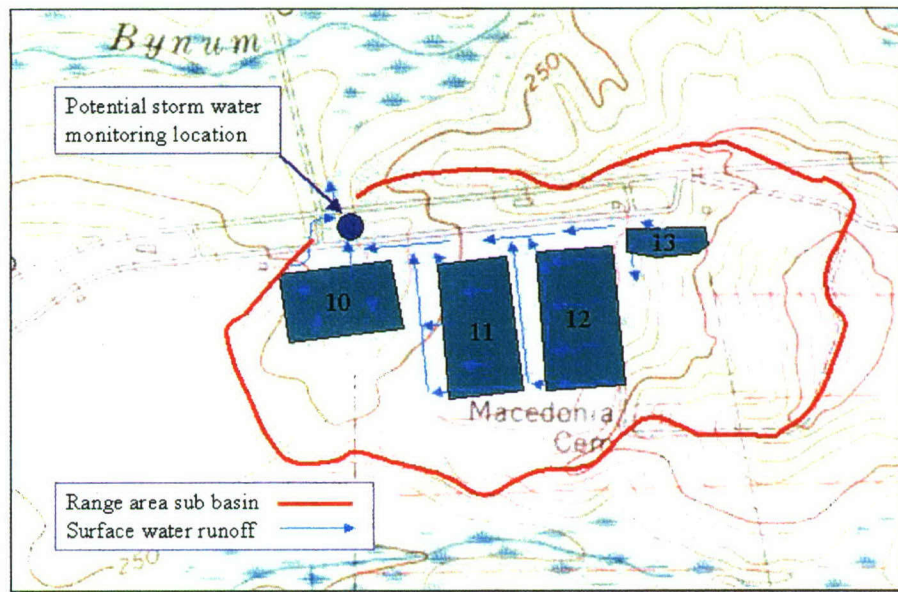 Bynum
250
Potential storm water
monitoring location
13
10
11
12
Macedonia
Cem
Range area sub basin
Surface water runoff
250